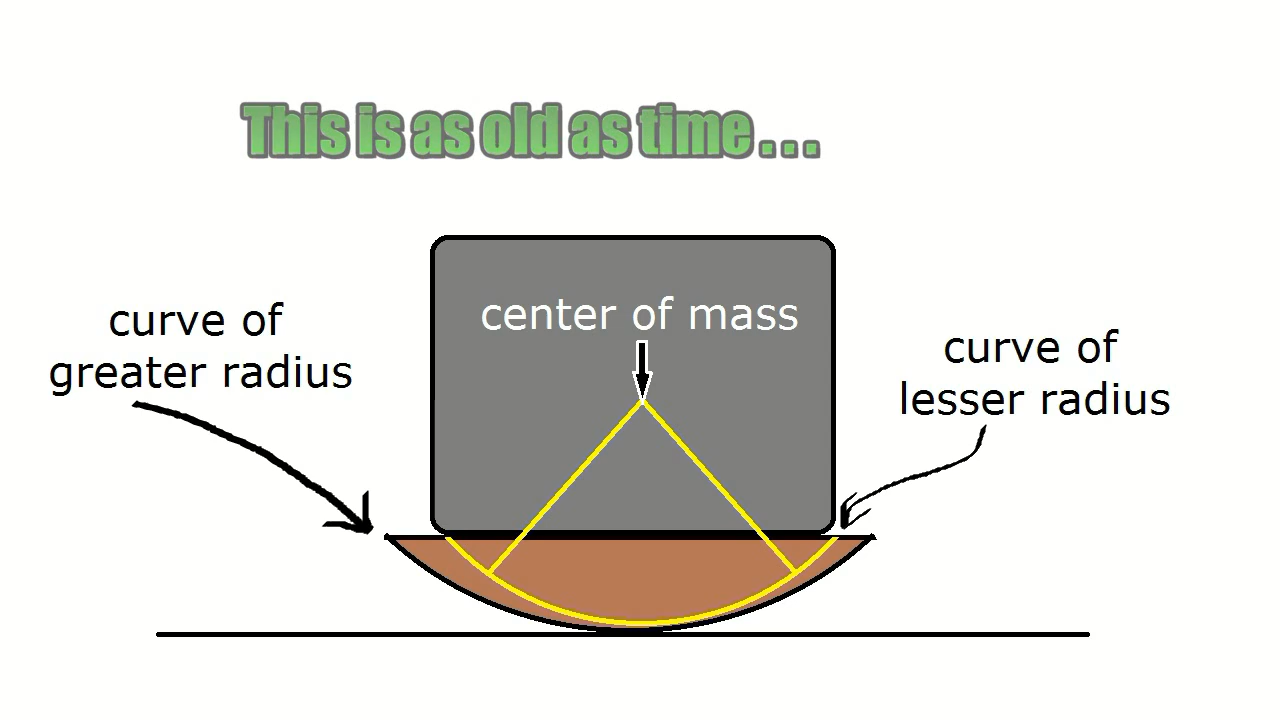 This is as old as time . . .
center of mass
curve of
greater radius
curve of
lesser radius